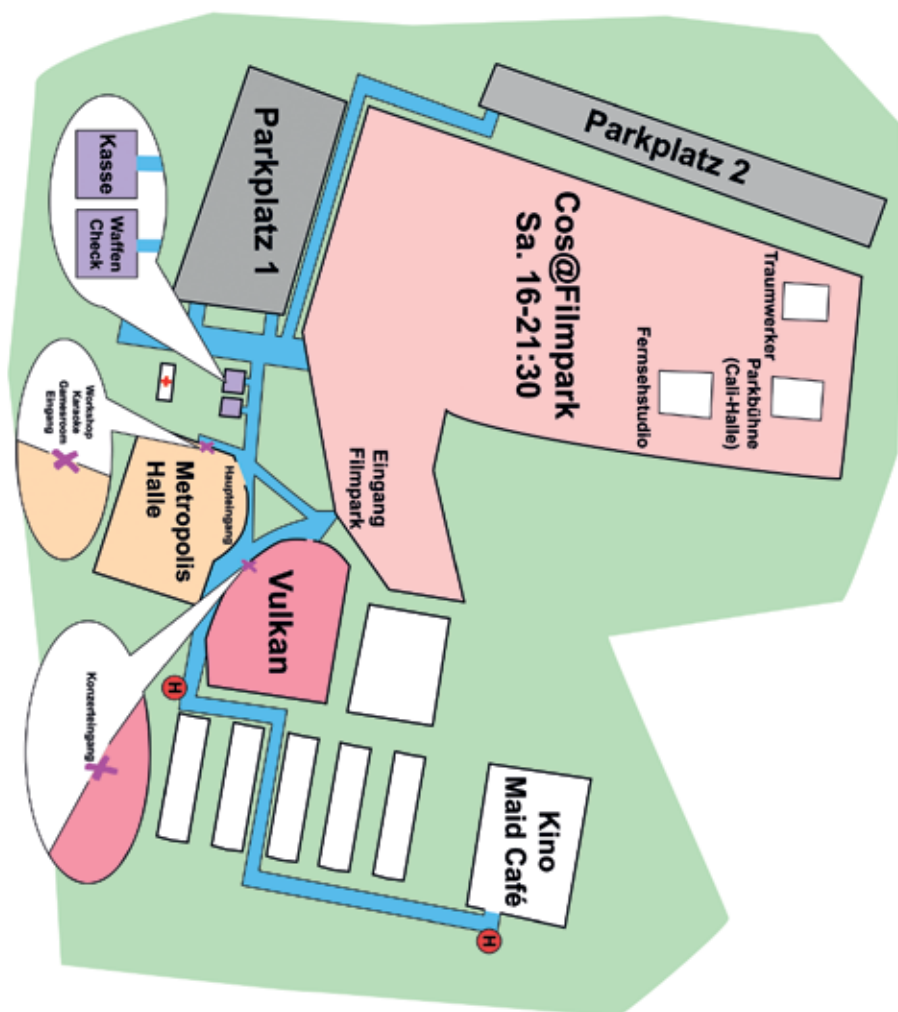 Parkplatz 2
Parkplatz 1
Kasse
Waffen
Check
Cos@Filmpark
Sa. 16-21:30
Traumwerker
Parkbühne
(Cali-Halle)
Fernsehstudio
Eingang
Filmpark
Workshop
Karaoke
Gamesroom
Eingang
Haupteingang
Metropolis
Halle
Vulkan
Konzerteingang
H
Kino
Maid Café
H